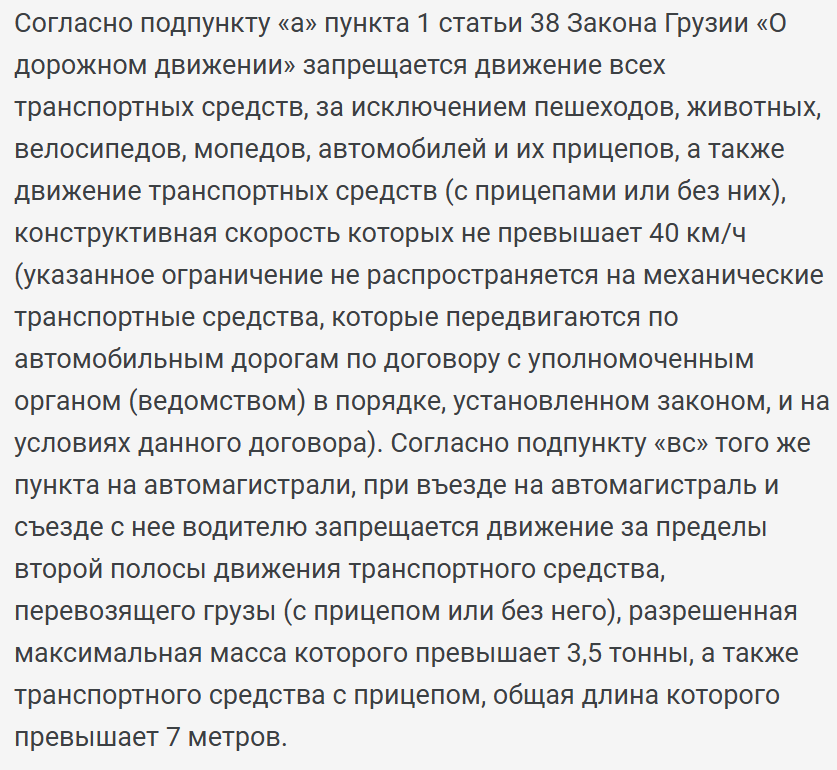 Согласно подпункту «а» пункта 1 статьи 38 Закона Грузии «О
дорожном движении» запрещается движение всех
транспортных средств, за исключением пешеходов, животных,
велосипедов, мопедов, автомобилей и их прицепов, а также
движение транспортных средств (с прицепами или без них),
конструктивная скорость которых не превышает 40 км/ч
(указанное ограничение не распространяется на механические
транспортные средства, которые передвигаются по
автомобильным дорогам по договору с уполномоченным
органом (ведомством) в порядке, установленном законом, и на
условиях данного договора). Согласно подпункту «вс» того же
пункта на автомагистрали, при въезде на автомагистраль и
съезде с нее водителю запрещается движение за пределы
второй полосы движения транспортного средства,
перевозящего грузы (с прицепом или без него), разрешенная
максимальная масса которого превышает 3,5 тонны, а также
транспортного средства с прицепом, общая длина которого
превышает 7 метров.